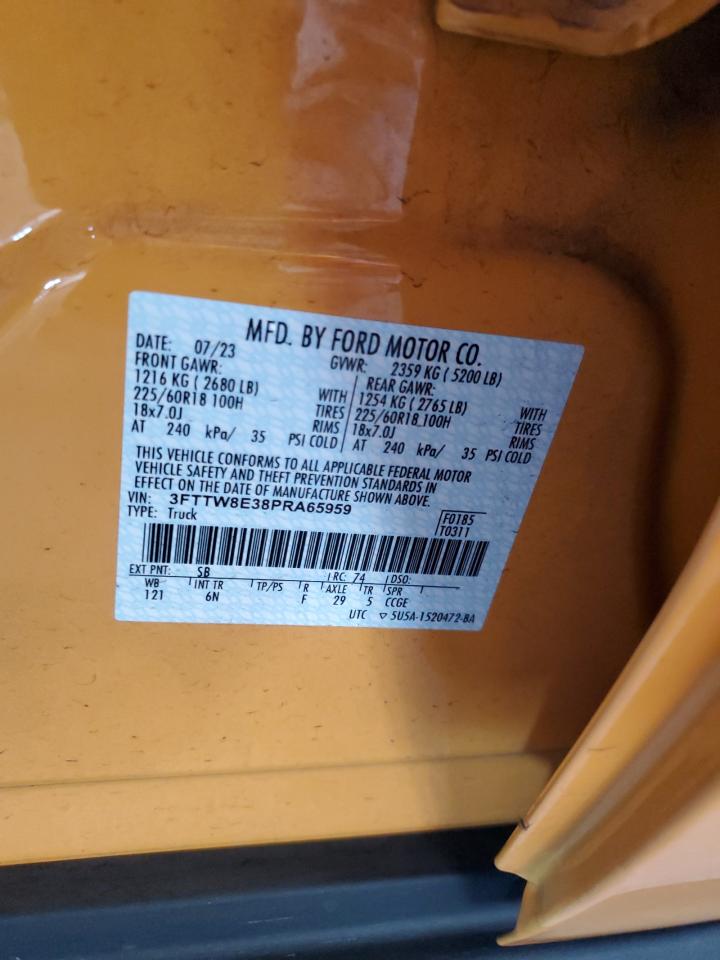 MFD. BY FORD MOTOR CO.
DATE: 07/23 GVWR: 2359 KG ( 5200 LB)
FRONT GAWR: REAR GAWR:
1216 KG ( 2680 LB) WITH 1254 KG ( 2765 LB) WITH
225/60R18 100H TIRES 225/60R18 100H TIRES
18x7.0J RIMS 18x7.0J RIMS
AT 240 kPa/ 35 PSI COLD AT 240 kPa/ 35 PSI COLD
THIS VEHICLE CONFORMS TO ALL APPLICABLE FEDERAL MOTOR
VEHICLE SAFETY AND THEFT PREVENTION STANDARDS IN
EFFECT ON THE DATE OF MANUFACTURE SHOWN ABOVE.
VIN: 3FTTW8E38PRA65959
TYPE: Truck
F0185
T0311
EXT PNT: SB RC: 74 DSO:
WB INT TR TP/PS R AXLE TR SPR
121 6N F 29 5 CCGE
UTC ▽ 5U5A-1520472-BA